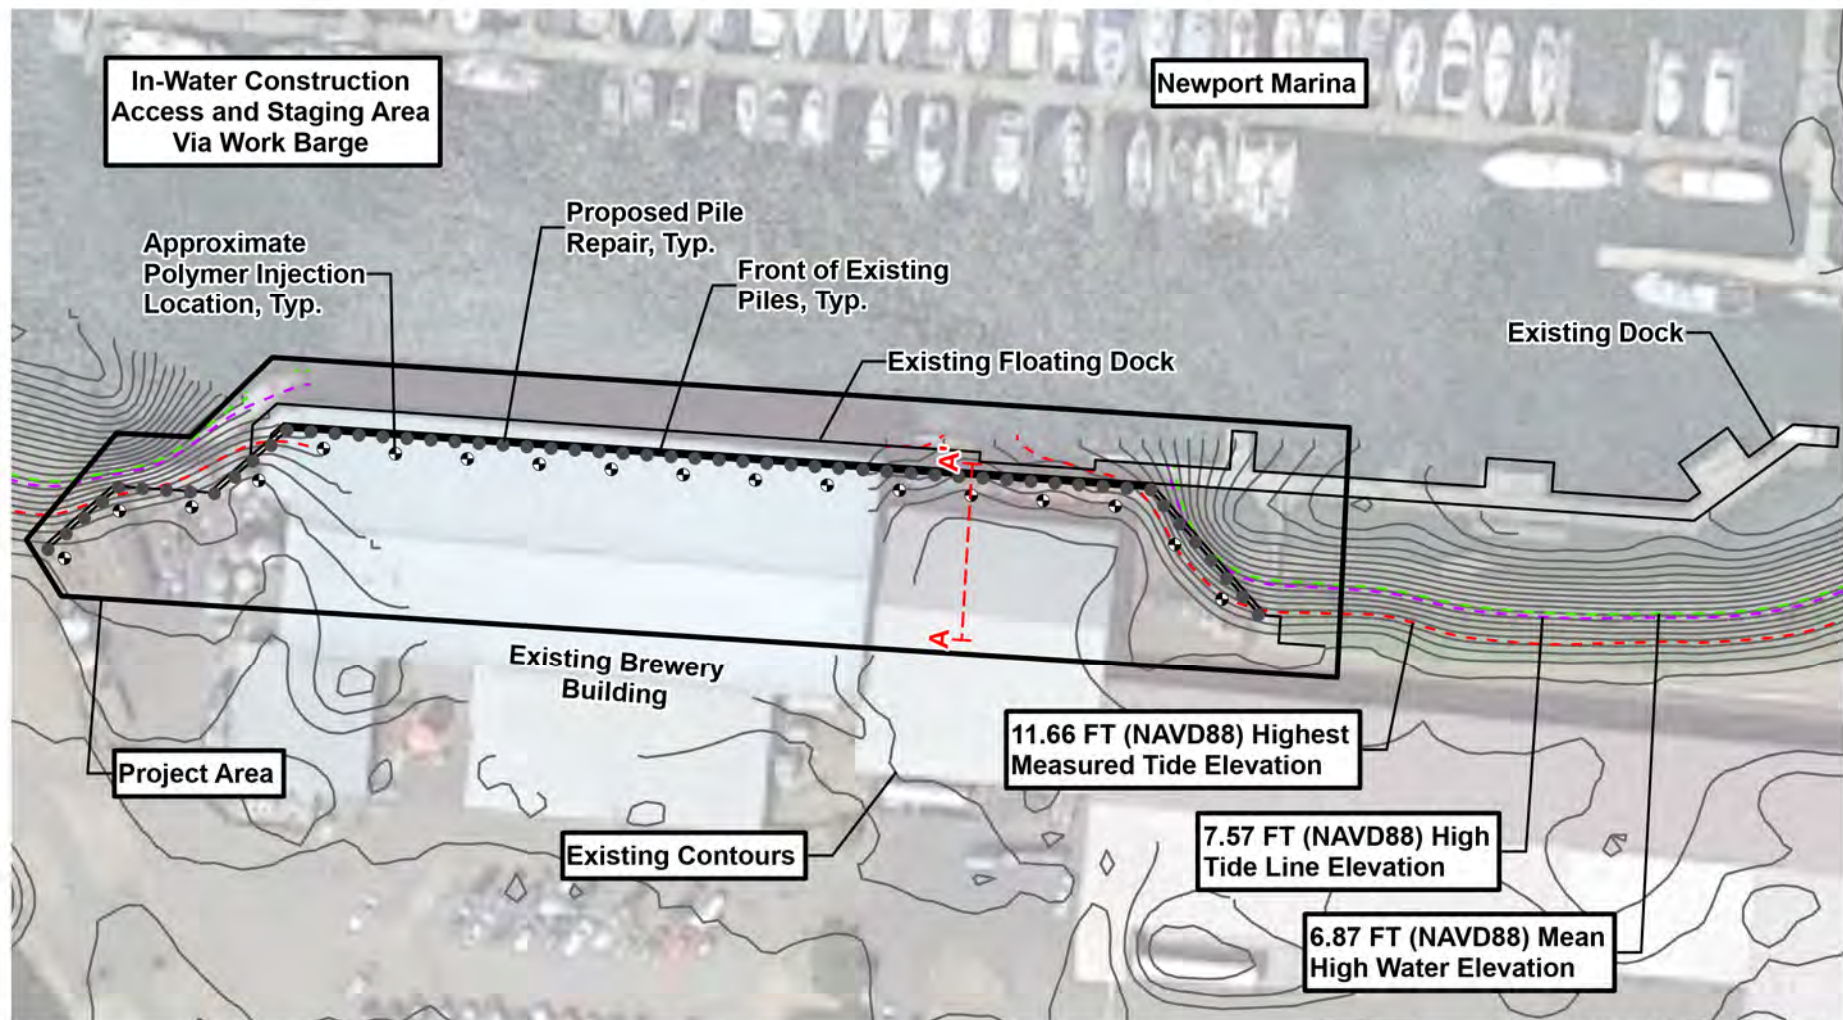 In-Water Construction
Access and Staging Area
Via Work Barge
Newport Marina
Approximate
Polymer Injection
Location, Typ.
Proposed Pile
Repair, Typ.
Front of Existing
Piles, Typ.
Existing Floating Dock
Existing Dock
A'
A
Existing Brewery
Building
Project Area
11.66 FT (NAVD88) Highest
Measured Tide Elevation
Existing Contours
7.57 FT (NAVD88) High
Tide Line Elevation
6.87 FT (NAVD88) Mean
High Water Elevation